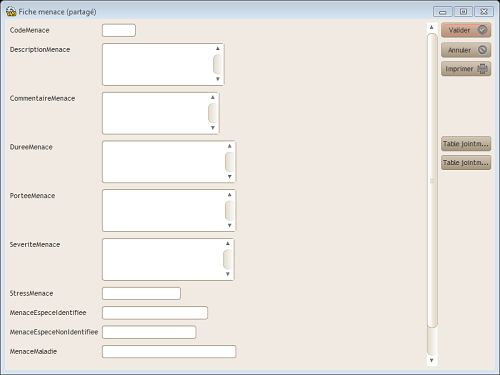 Fiche menace (partagé)
CodeMenace
Valider
DescriptionMenace
Annuler
Imprimer
CommentaireMenace
DureeMenace
Table Jointm...
Table Jointm...
PorteeMenace
SeveriteMenace
StressMenace
MenaceEspeceIdentifiee
MenaceEspeceNonIdentifiee
MenaceMaladie